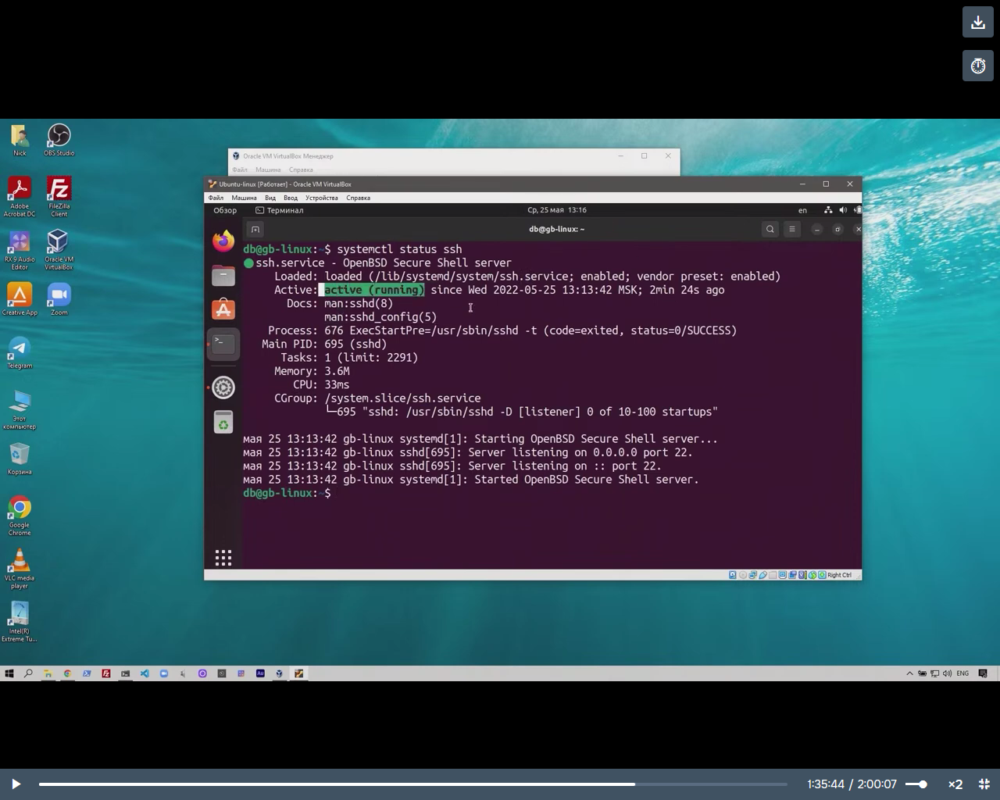 Nick
OBS Studio
Adobe
Acrobat DC
FileZilla
Client
RX 9 Audio
Editor
Oracle VM
VirtualBox
Creative App
Zoom
Telegram
Этот
компьютер
Корзина
Google
Chrome
VLC media
player
Intel(R)
Extreme Tu...
Oracle VM VirtualBox Менеджер
Файл Машина Справка
Ubuntu-linux [Работает] - Oracle VM VirtualBox
Файл Машина Вид Ввод Устройства Справка
Обзор Терминал Ср, 25 мая 13:16 en
db@gb-linux: ~
db@gb-linux:~$ systemctl status ssh
ssh.service - OpenBSD Secure Shell server
Loaded: loaded (/lib/systemd/system/ssh.service; enabled; vendor preset: enabled)
Active: active (running) since Wed 2022-05-25 13:13:42 MSK; 2min 24s ago
Docs: man:sshd(8)
man:sshd_config(5)
Process: 676 ExecStartPre=/usr/sbin/sshd -t (code=exited, status=0/SUCCESS)
Main PID: 695 (sshd)
Tasks: 1 (limit: 2291)
Memory: 3.6M
CPU: 33ms
CGroup: /system.slice/ssh.service
└─695 "sshd: /usr/sbin/sshd -D [listener] 0 of 10-100 startups"
мая 25 13:13:42 gb-linux systemd[1]: Starting OpenBSD Secure Shell server...
мая 25 13:13:42 gb-linux sshd[695]: Server listening on 0.0.0.0 port 22.
мая 25 13:13:42 gb-linux sshd[695]: Server listening on :: port 22.
мая 25 13:13:42 gb-linux systemd[1]: Started OpenBSD Secure Shell server.
db@gb-linux:~$
Right Ctrl
Au
ENG
1:35:44 / 2:00:07 ×2